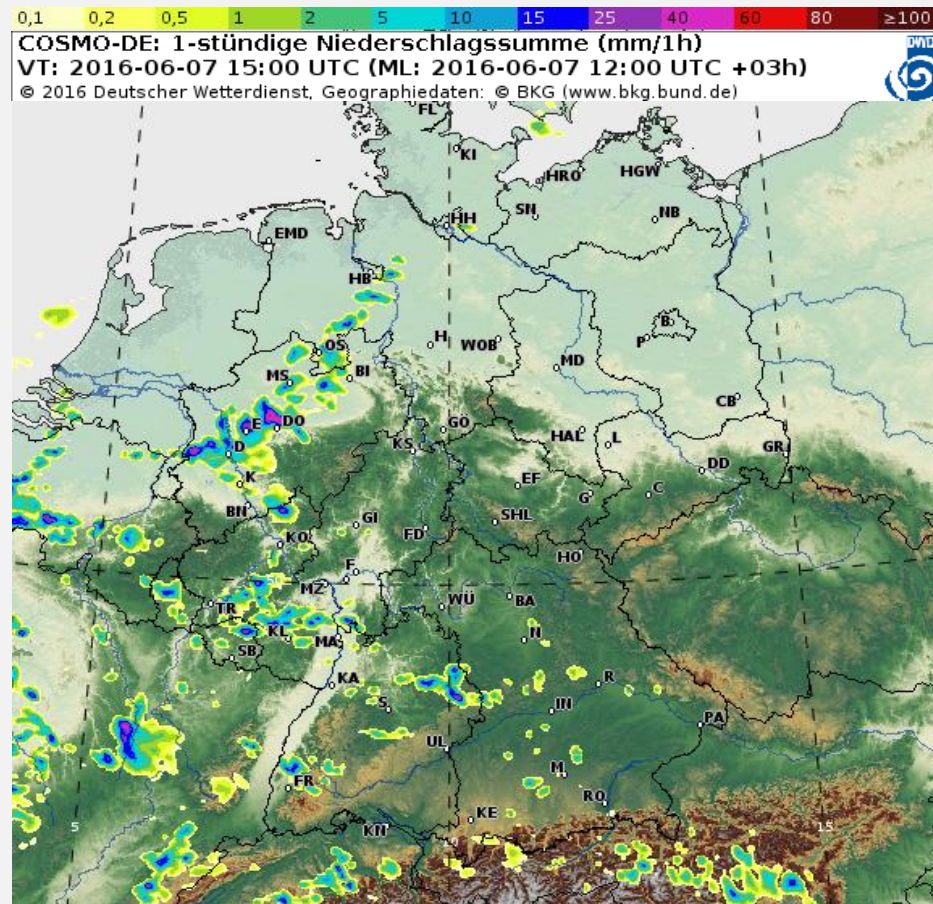 0,1 0,2 0,5 1 2 5 10 15 25 40 60 80 ≥100
COSMO-DE: 1-stündige Niederschlagssumme (mm/1h)
VT: 2016-06-07 15:00 UTC (ML: 2016-06-07 12:00 UTC +03h)
© 2016 Deutscher Wetterdienst, Geographiedaten: © BKG (www.bkg.bund.de)
DWD
FL
KI
HRO HGW
SN NB
HH
EMD
HB
B
OS H WOB P
MS BI MD
CB
E DO GÖ
D KS HAL L GR
K EF DD
BN G C
KO GI FD SHL
HO
F
MZ
TR WÜ BA
KL MA N
SB
KA R
S IN PA
UL
FR M
RO
5 KN KE 15
10